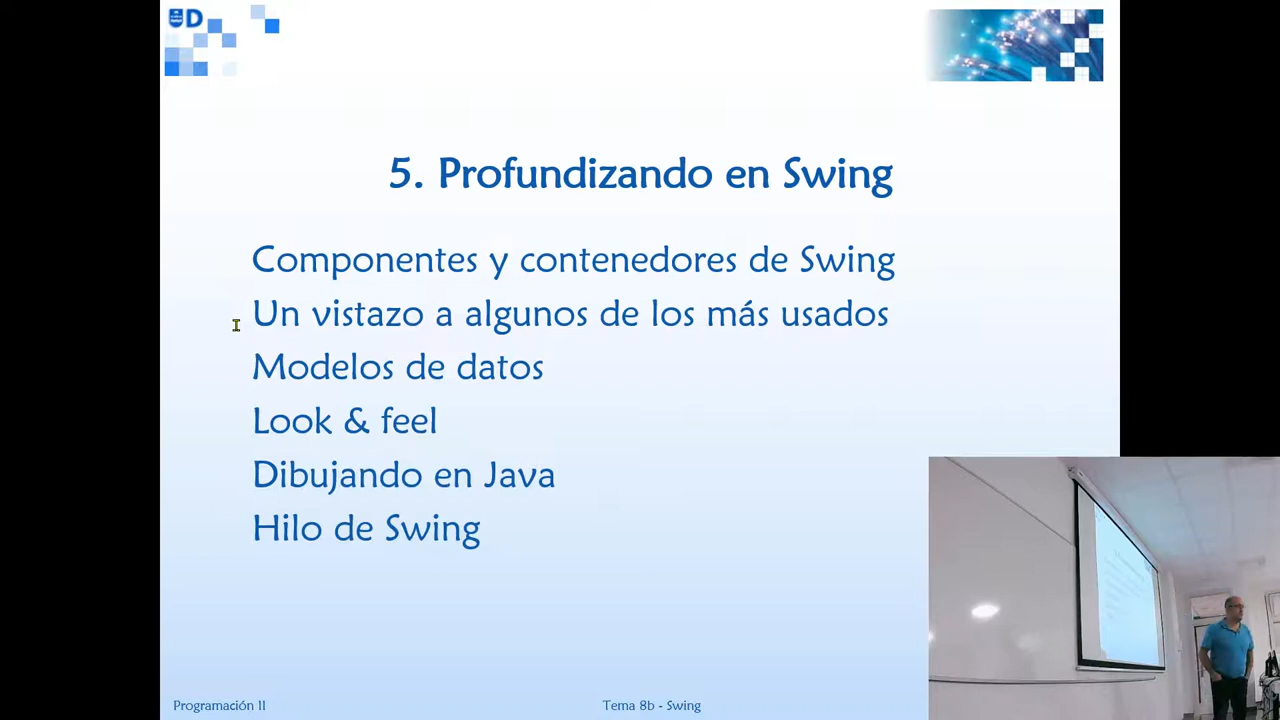 D
5. Profundizando en Swing
Componentes y contenedores de Swing
Un vistazo a algunos de los más usados
Modelos de datos
Look & feel
Dibujando en Java
Hilo de Swing
Programación II
Tema 8b - Swing